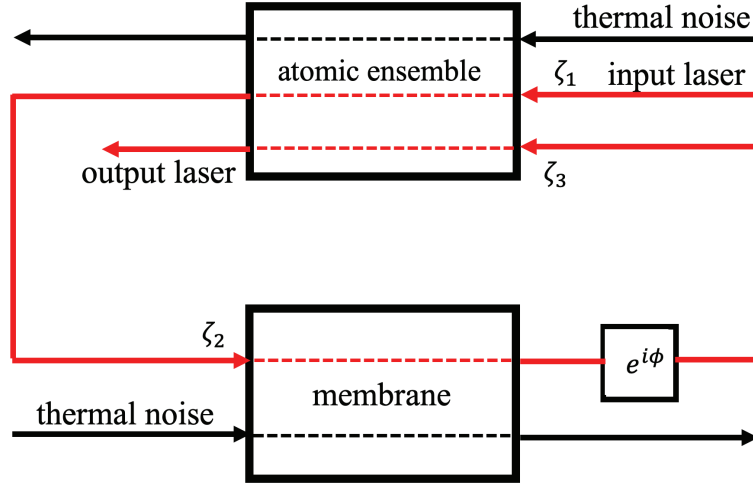 thermal noise
atomic ensemble
ζ₁ input laser
output laser
ζ₃
ζ₂
e^{iϕ}
membrane
thermal noise